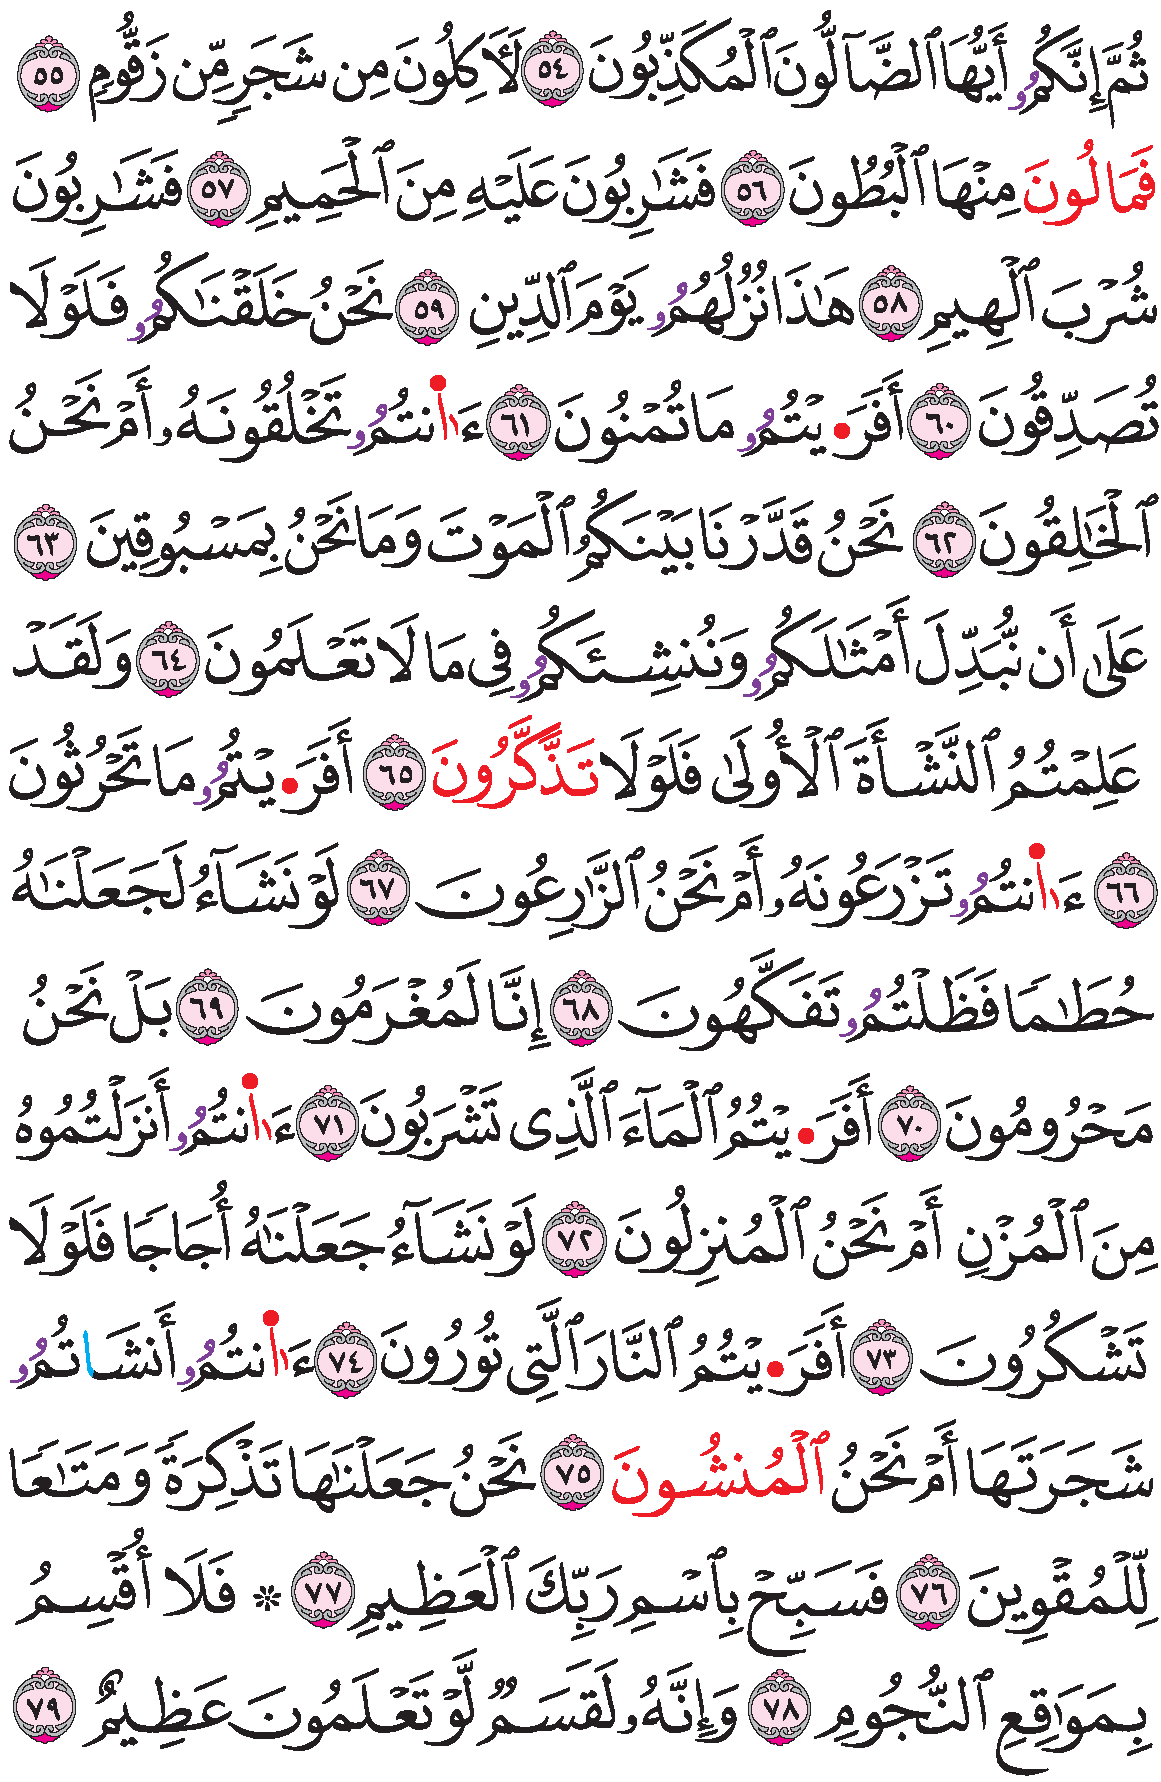 ثُمَّ إِنَّكُمُۥ أَيُّهَا ٱلضَّآلُّونَ ٱلْمُكَذِّبُونَ ٥٤ لَأٓكِلُونَ مِن شَجَرٍ مِّن زَقُّومٍ ٥٥
فَمَالُونَ مِنْهَا ٱلْبُطُونَ ٥٦ فَشَٰرِبُونَ عَلَيْهِ مِنَ ٱلْحَمِيمِ ٥٧ فَشَٰرِبُونَ
شُرْبَ ٱلْهِيمِ ٥٨ هَٰذَا نُزُلُهُمُۥ يَوْمَ ٱلدِّينِ ٥٩ نَحْنُ خَلَقْنَٰكُمُۥ فَلَوْلَا
تُصَدِّقُونَ ٦٠ أَفَرَ•يْتُمُۥ مَا تُمْنُونَ ٦١ ءَا۬نتُمُۥ تَخْلُقُونَهُۥ أَمْ نَحْنُ
ٱلْخَٰلِقُونَ ٦٢ نَحْنُ قَدَّرْنَا بَيْنَكُمُ ٱلْمَوْتَ وَمَا نَحْنُ بِمَسْبُوقِينَ ٦٣
عَلَىٰ أَن نُّبَدِّلَ أَمْثَٰلَكُمُۥ وَنُنشِئَكُمُۥ فِى مَا لَا تَعْلَمُونَ ٦٤ وَلَقَدْ
عَلِمْتُمُ ٱلنَّشْأَةَ ٱلْأُولَىٰ فَلَوْلَا تَذَّكَّرُونَ ٦٥ أَفَرَ•يْتُمُۥ مَا تَحْرُثُونَ
٦٦ ءَا۬نتُمُۥ تَزْرَعُونَهُۥ أَمْ نَحْنُ ٱلزَّٰرِعُونَ ٦٧ لَوْ نَشَآءُ لَجَعَلْنَٰهُ
حُطَٰمًا فَظَلْتُمُۥ تَفَكَّهُونَ ٦٨ إِنَّا لَمُغْرَمُونَ ٦٩ بَلْ نَحْنُ
مَحْرُومُونَ ٧٠ أَفَرَ•يْتُمُ ٱلْمَآءَ ٱلَّذِى تَشْرَبُونَ ٧١ ءَا۬نتُمُۥ أَنزَلْتُمُوهُ
مِنَ ٱلْمُزْنِ أَمْ نَحْنُ ٱلْمُنزِلُونَ ٧٢ لَوْ نَشَآءُ جَعَلْنَٰهُ أُجَاجًا فَلَوْلَا
تَشْكُرُونَ ٧٣ أَفَرَ•يْتُمُ ٱلنَّارَ ٱلَّتِى تُورُونَ ٧٤ ءَا۬نتُمُۥ أَنشَاتُمُۥ
شَجَرَتَهَا أَمْ نَحْنُ ٱلْمُنشُونَ ٧٥ نَحْنُ جَعَلْنَٰهَا تَذْكِرَةً وَمَتَٰعًا
لِّلْمُقْوِينَ ٧٦ فَسَبِّحْ بِٱسْمِ رَبِّكَ ٱلْعَظِيمِ ٧٧ ۞ فَلَا أُقْسِمُ
بِمَوَٰقِعِ ٱلنُّجُومِ ٧٨ وَإِنَّهُۥ لَقَسَمٌ لَّوْ تَعْلَمُونَ عَظِيمٌ ٧٩